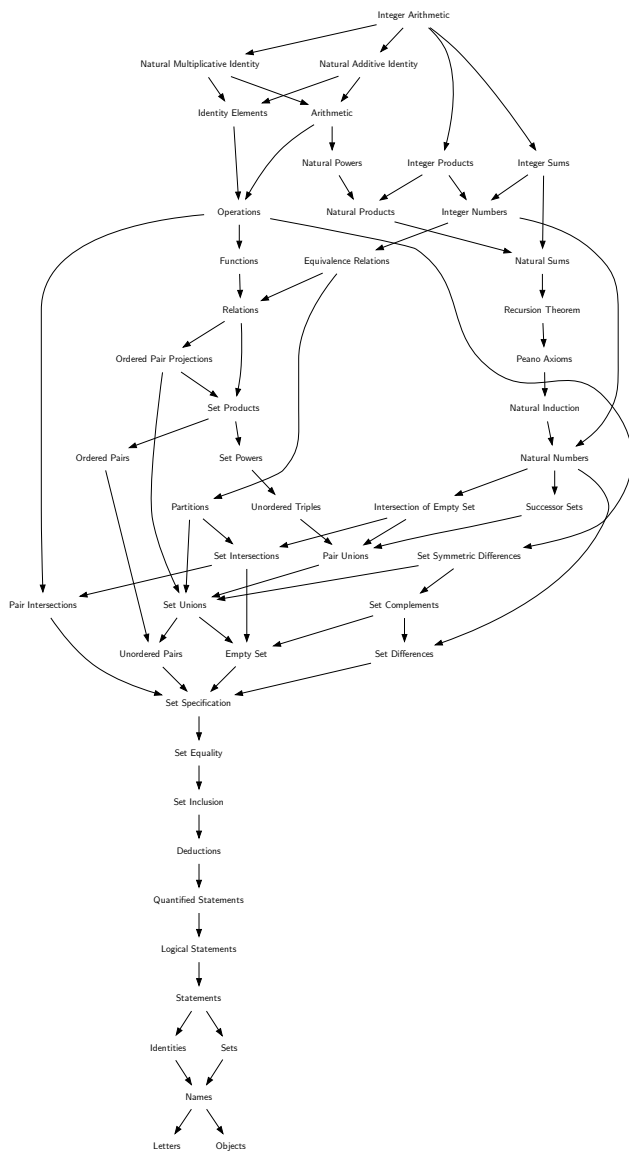 Integer Arithmetic
Natural Multiplicative Identity
Natural Additive Identity
Identity Elements
Arithmetic
Natural Powers
Integer Products
Integer Sums
Operations
Natural Products
Integer Numbers
Functions
Equivalence Relations
Natural Sums
Relations
Recursion Theorem
Ordered Pair Projections
Peano Axioms
Set Products
Natural Induction
Ordered Pairs
Set Powers
Natural Numbers
Partitions
Unordered Triples
Intersection of Empty Set
Successor Sets
Set Intersections
Pair Unions
Set Symmetric Differences
Pair Intersections
Set Unions
Set Complements
Unordered Pairs
Empty Set
Set Differences
Set Specification
Set Equality
Set Inclusion
Deductions
Quantified Statements
Logical Statements
Statements
Identities
Sets
Names
Letters
Objects